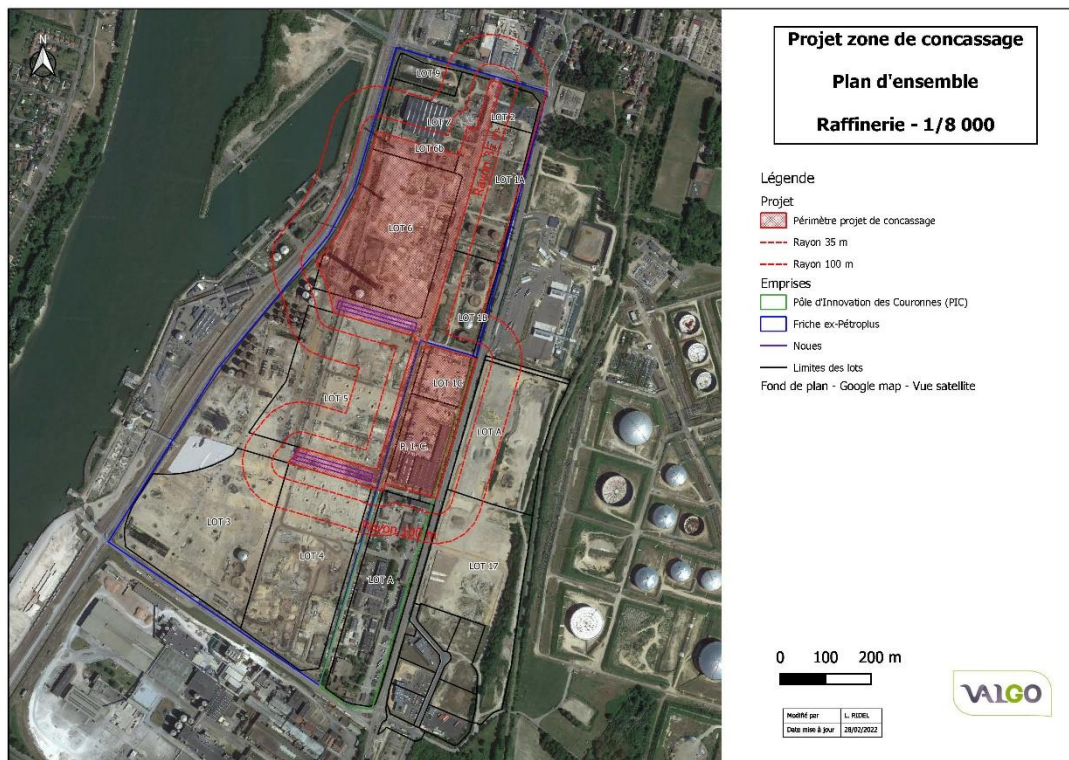 Projet zone de concassage
Plan d'ensemble
Raffinerie - 1/8 000
Légende
Projet
Périmètre projet de concassage
Rayon 35 m
Rayon 100 m
Emprises
Pôle d'Innovation des Couronnes (PIC)
Friche ex-Pétroplus
Noues
Limites des lots
Fond de plan - Google map - Vue satellite
0 100 200 m
VALGO
Modifié par L. RIDEL
Date mise à jour 28/02/2022
N
LOT 9
LOT 2
LOT 7
LOT 6b
LOT 1A
LOT 6
LOT 1B
LOT 1C
LOT 5
LOT A
P. I. C.
LOT 3
Rayon 100 m
LOT 4
LOT 17
LOT A